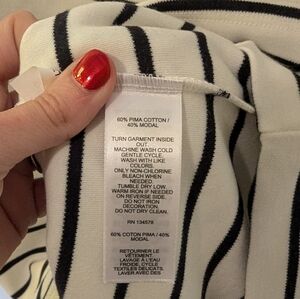 60% PIMA COTTON /
40% MODAL
TURN GARMENT INSIDE
OUT.
MACHINE WASH COLD
GENTLE CYCLE.
WASH WITH LIKE
COLORS.
ONLY NON-CHLORINE
BLEACH WHEN
NEEDED.
TUMBLE DRY LOW.
WARM IRON IF NEEDED
ON REVERSE SIDE.
DO NOT IRON
DECORATION.
DO NOT DRY CLEAN.
RN 134578
60% COTON PIMA / 40%
MODAL
RETOURNER LE
VÊTEMENT.
LAVAGE À L'EAU
FROIDE, CYCLE
TEXTILES DÉLICATS.
LAVER AVEC DES